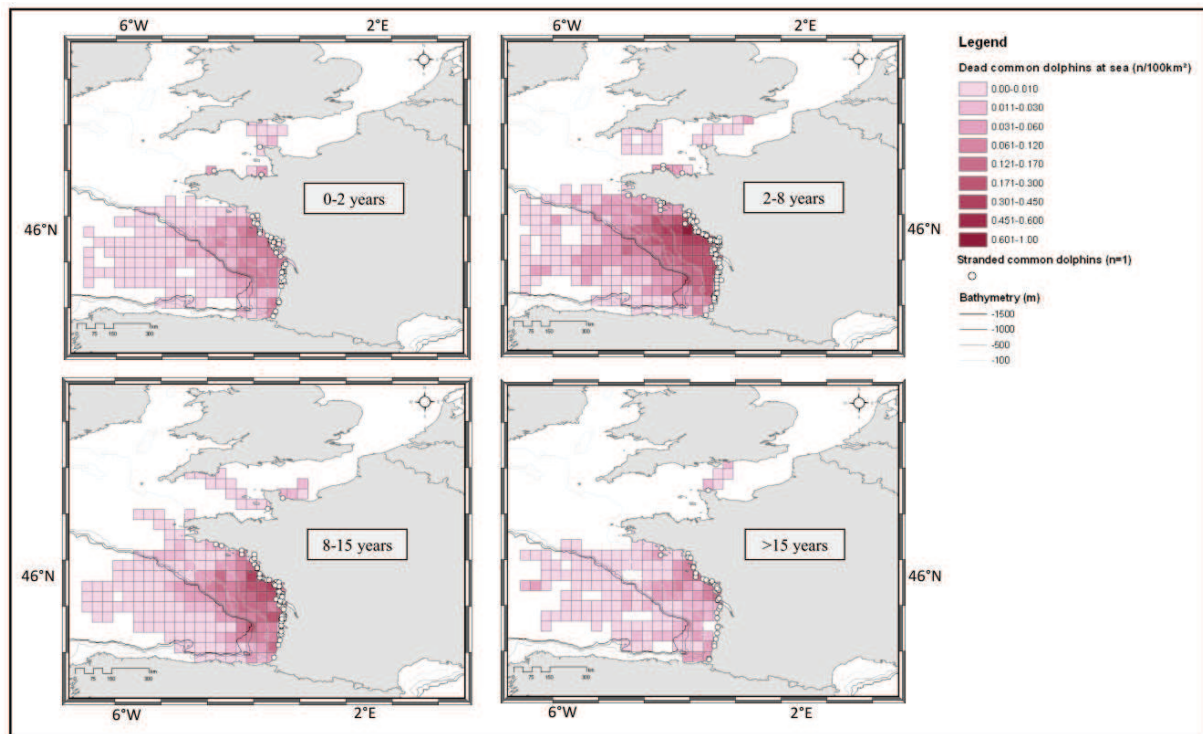 6°W 2°E 6°W 2°E
Legend
Dead common dolphins at sea (n/100km²)
0.00-0.010
0.011-0.030
0.031-0.060
0.061-0.120
0.121-0.170
0.171-0.300
0.301-0.450
0.451-0.600
0.601-1.00
Stranded common dolphins (n=1)
Bathymetry (m)
-1500
-1000
-500
-100
0-2 years
2-8 years
46°N 46°N
8-15 years
>15 years
46°N 46°N
6°W 2°E 6°W 2°E